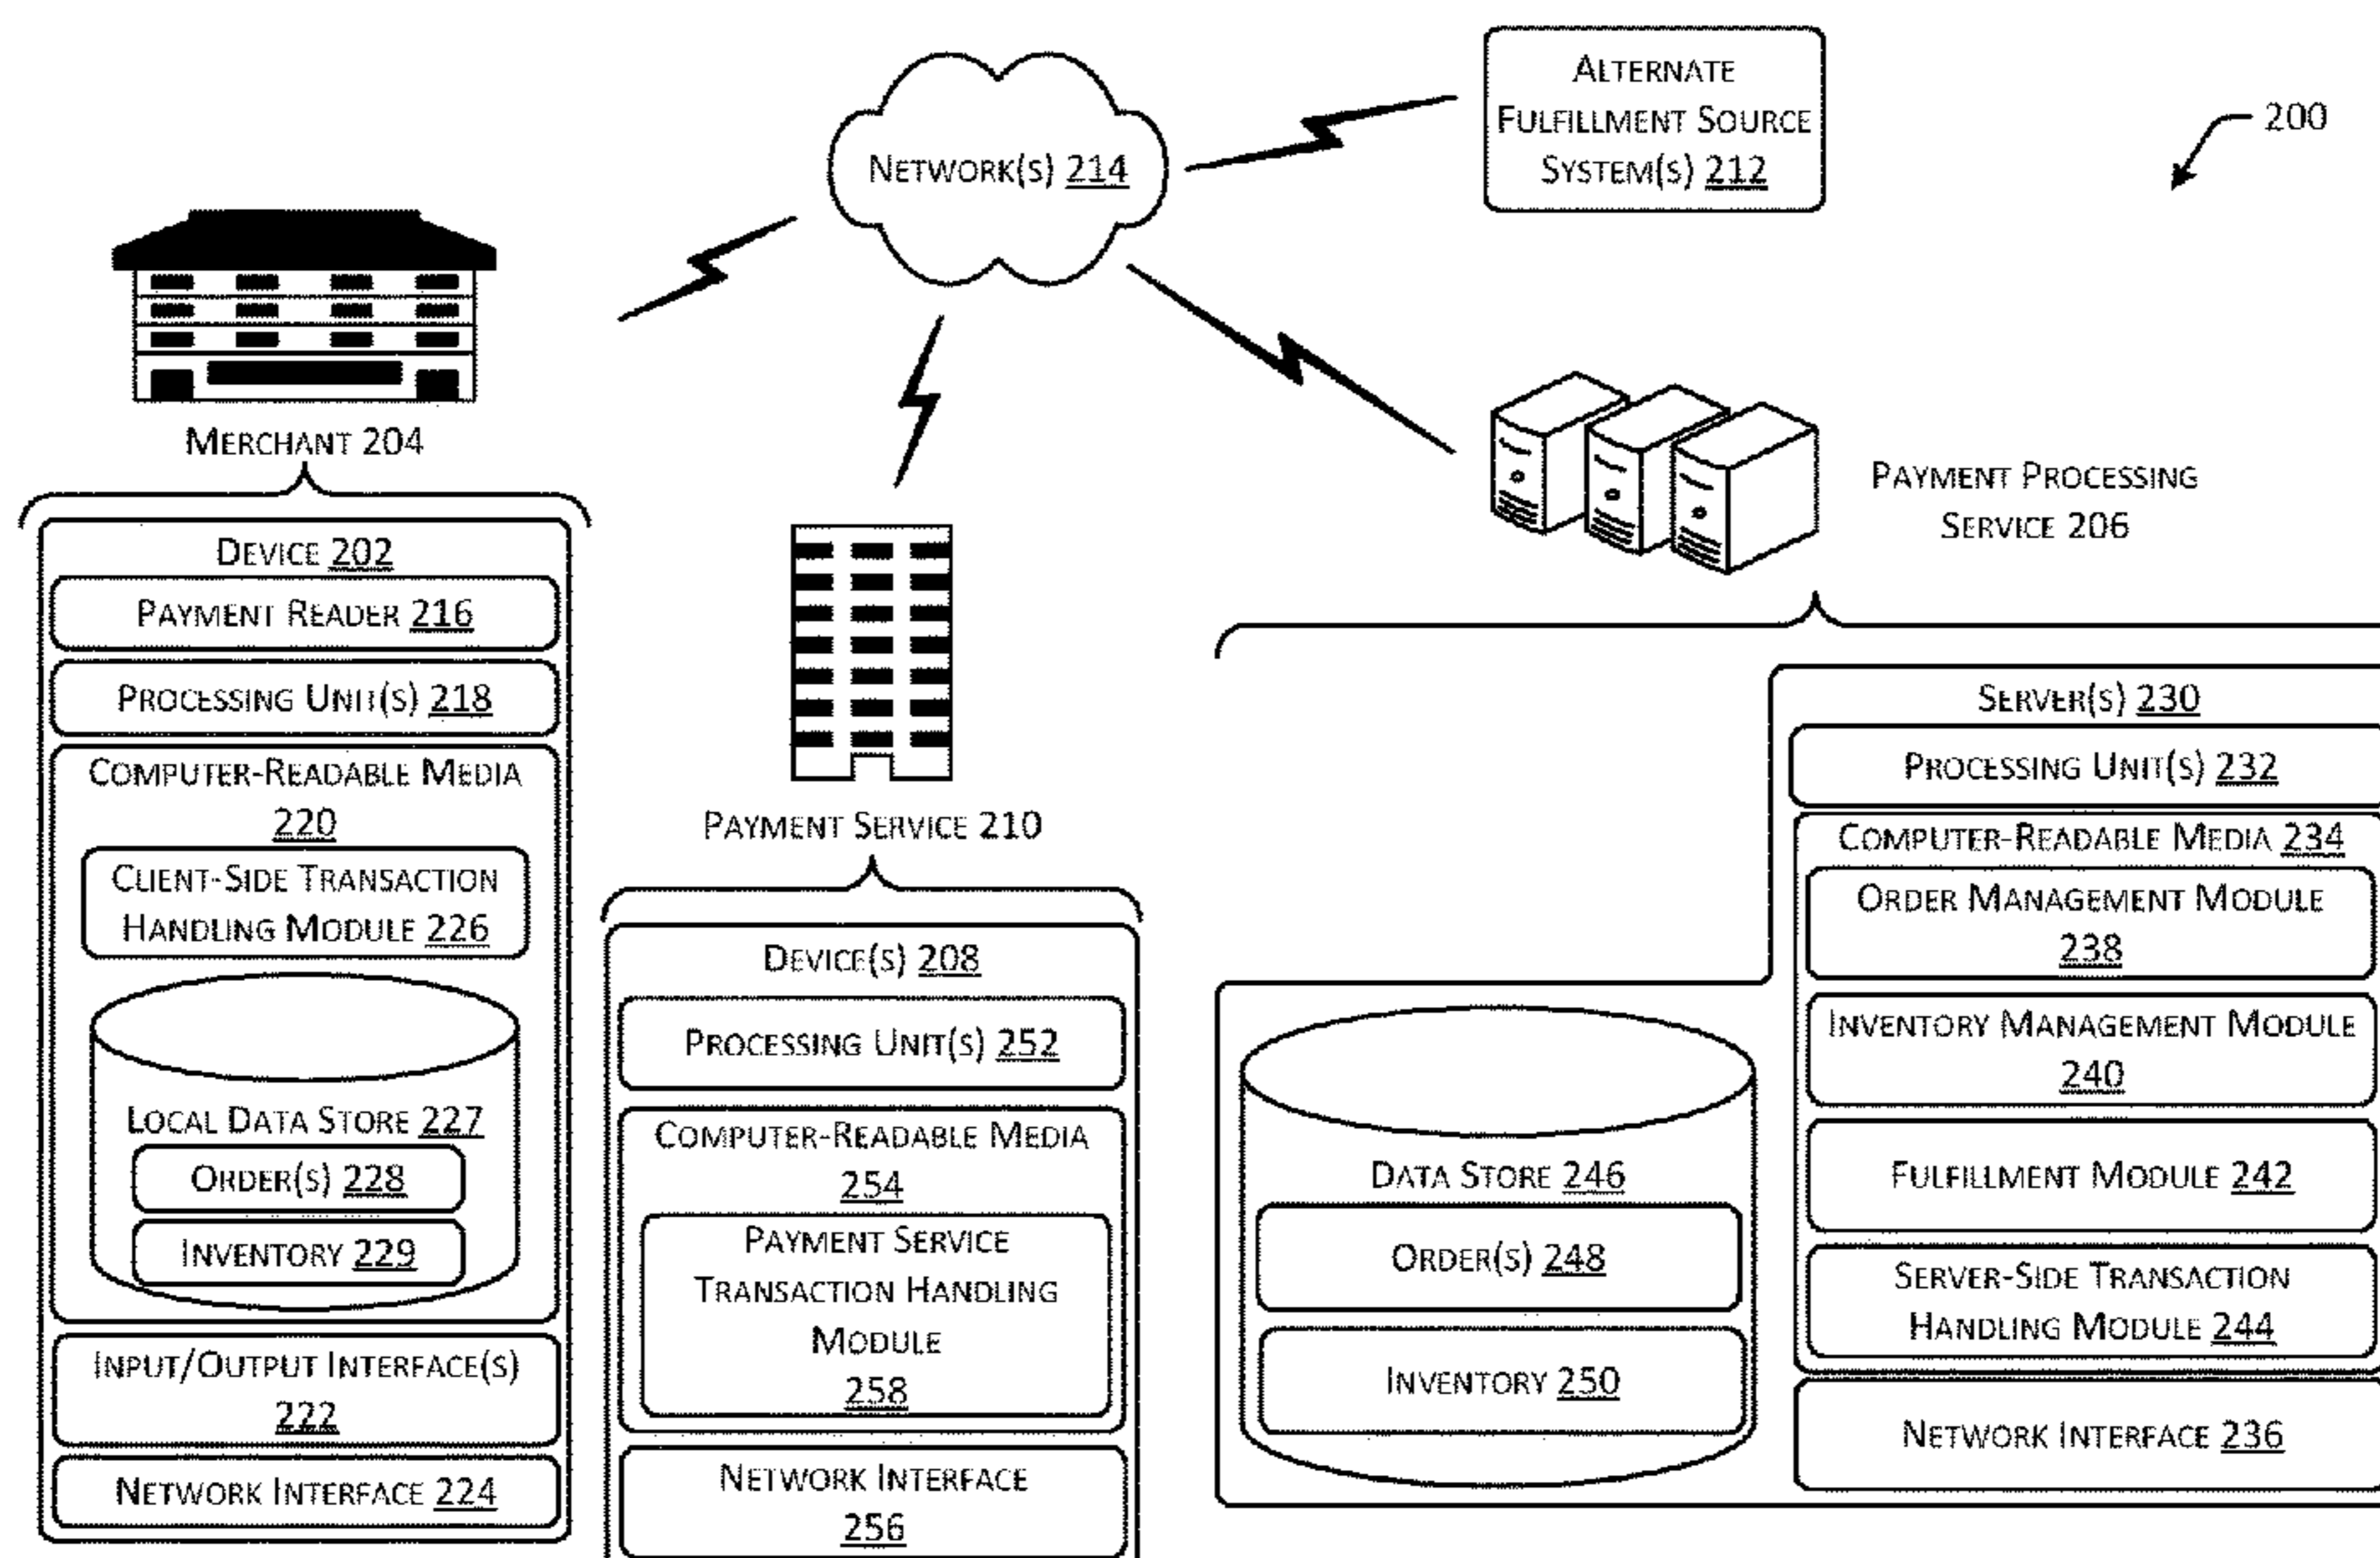 ALTERNATE
FULFILLMENT SOURCE
SYSTEM(S) 212
200
NETWORK(S) 214
MERCHANT 204
PAYMENT PROCESSING
SERVICE 206
DEVICE 202
PAYMENT READER 216
PROCESSING UNIT(S) 218
COMPUTER-READABLE MEDIA
220
CLIENT-SIDE TRANSACTION
HANDLING MODULE 226
LOCAL DATA STORE 227
ORDER(S) 228
INVENTORY 229
INPUT/OUTPUT INTERFACE(S)
222
NETWORK INTERFACE 224
PAYMENT SERVICE 210
DEVICE(S) 208
PROCESSING UNIT(S) 252
COMPUTER-READABLE MEDIA
254
PAYMENT SERVICE
TRANSACTION HANDLING
MODULE
258
NETWORK INTERFACE
256
SERVER(S) 230
PROCESSING UNIT(S) 232
COMPUTER-READABLE MEDIA 234
ORDER MANAGEMENT MODULE
238
INVENTORY MANAGEMENT MODULE
240
FULFILLMENT MODULE 242
SERVER-SIDE TRANSACTION
HANDLING MODULE 244
NETWORK INTERFACE 236
DATA STORE 246
ORDER(S) 248
INVENTORY 250